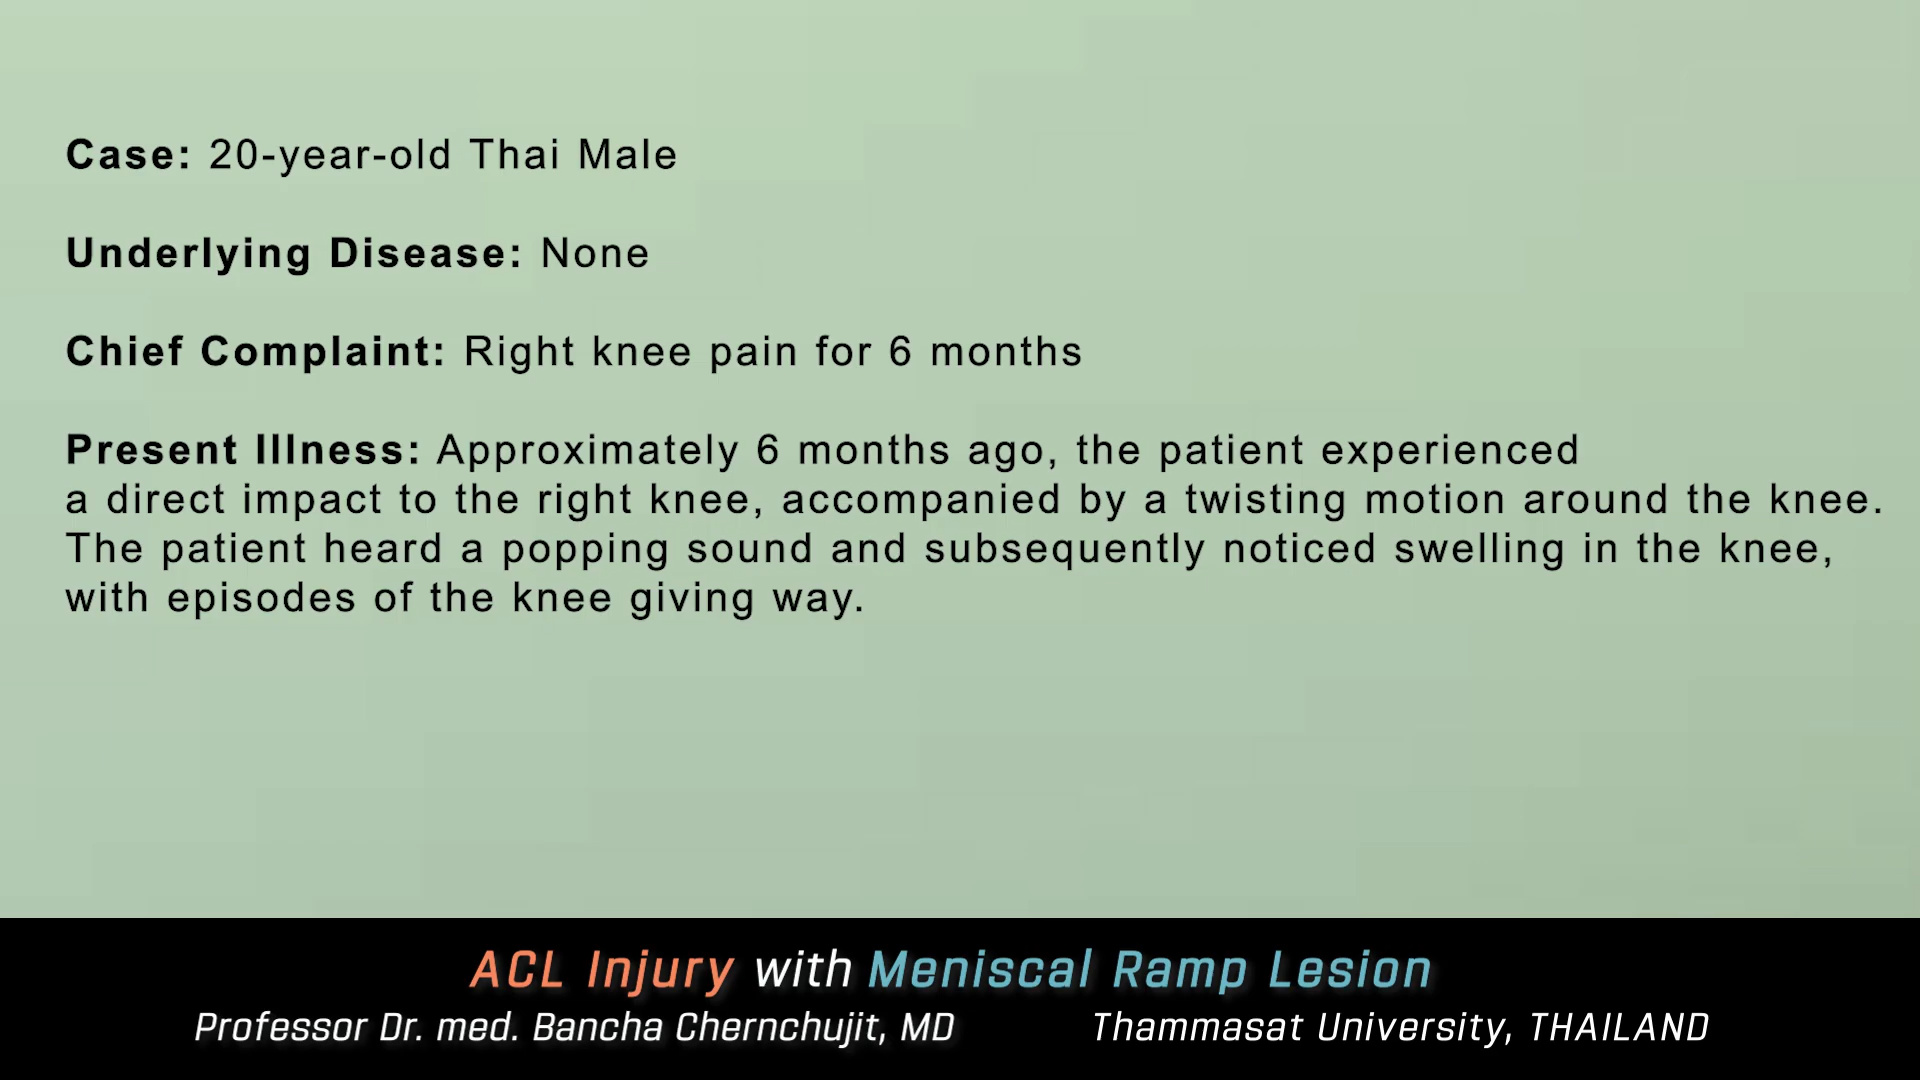 Case: 20-year-old Thai Male
Underlying Disease: None
Chief Complaint: Right knee pain for 6 months
Present Illness: Approximately 6 months ago, the patient experienced
a direct impact to the right knee, accompanied by a twisting motion around the knee.
The patient heard a popping sound and subsequently noticed swelling in the knee,
with episodes of the knee giving way.
ACL Injury with Meniscal Ramp Lesion
Professor Dr. med. Bancha Chernchujit, MD
Thammasat University, THAILAND